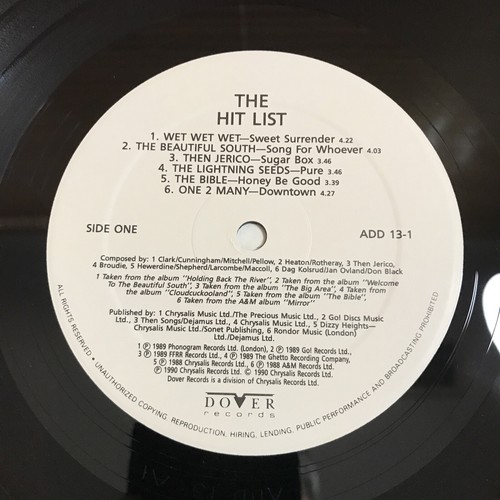 THE
HIT LIST
1. WET WET WET—Sweet Surrender 4.22
2. THE BEAUTIFUL SOUTH—Song For Whoever 4.03
3. THEN JERICO—Sugar Box 3.46
4. THE LIGHTNING SEEDS—Pure 3.46
5. THE BIBLE—Honey Be Good 3.39
6. ONE 2 MANY—Downtown 4.27
SIDE ONE
ADD 13-1
Composed by: 1 Clark/Cunningham/Mitchell/Pellow, 2 Heaton/Rotheray, 3 Then Jerico,
4 Broudie, 5 Hewerdine/Shepherd/Larcombe/Maccoll, 6 Dag Kolsrud/Jan Ovland/Don Black
1 Taken from the album "Holding Back The River", 2 Taken from the album "Welcome
To The Beautiful South", 3 Taken from the album "The Big Area", 4 Taken from
the album "Cloudcuckooland", 5 Taken from the album "The Bible",
6 Taken from the A&M album "Mirror"
Published by: 1 Chrysalis Music Ltd./The Precious Music Ltd., 2 Go! Discs Music
Ltd., 3 Then Songs/Dejamus Ltd., 4 Chrysalis Music Ltd., 5 Dizzy Heights—
Chrysalis Music Ltd./Sonet Publishing, 6 Rondor Music (London)
Ltd./Dejamus Ltd.
1 ℗ 1989 Phonogram Records Ltd. (London), 2 ℗ 1989 Go! Records Ltd.,
3 ℗ 1989 FFRR Records Ltd., 4 ℗ 1989 The Ghetto Recording Company,
5 ℗ 1988 Chrysalis Records Ltd., 6 ℗ 1988 A&M Records Ltd.
℗ 1990 Chrysalis Records Ltd. © 1990 Chrysalis Records Ltd.
Dover Records is a division of Chrysalis Records Ltd.
DOVER
records
ALL RIGHTS RESERVED • UNAUTHORIZED COPYING, REPRODUCTION, HIRING, LENDING, PUBLIC PERFORMANCE AND BROADCASTING PROHIBITED